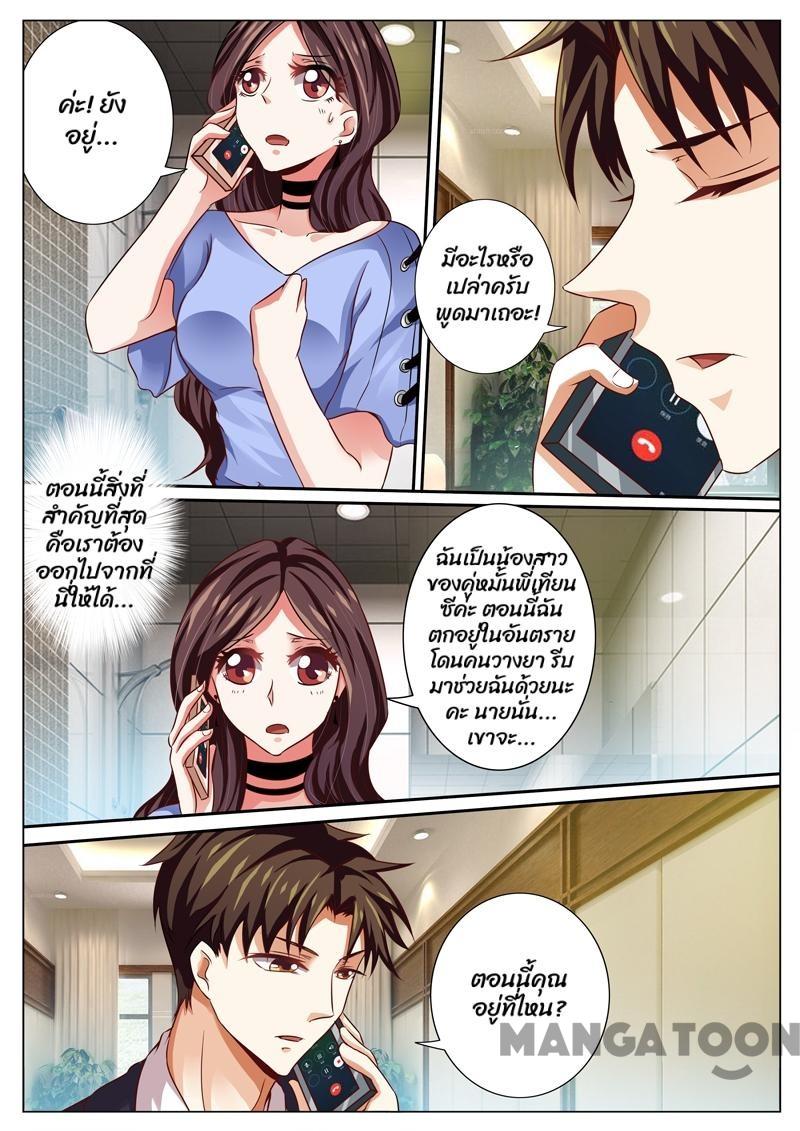 ค่ะ! ยัง
อยู่...
มีอะไรหรือ
เปล่าครับ
พูดมาเถอะ!
ตอนนี้สิ่งที่
สำคัญที่สุด
คือเราต้อง
ออกไปจากที่
นี่ให้ได้...
ฉันเป็นน้องสาว
ของคู่หมั้นพี่เทียน
ซีค่ะ ตอนนี้ฉัน
ตกอยู่ในอันตราย
โดนคนวางยา รีบ
มาช่วยฉันด้วยนะ
คะ นายนั่น...
เขาจะ...
ตอนนี้คุณ
อยู่ที่ไหน?
MANGATOON